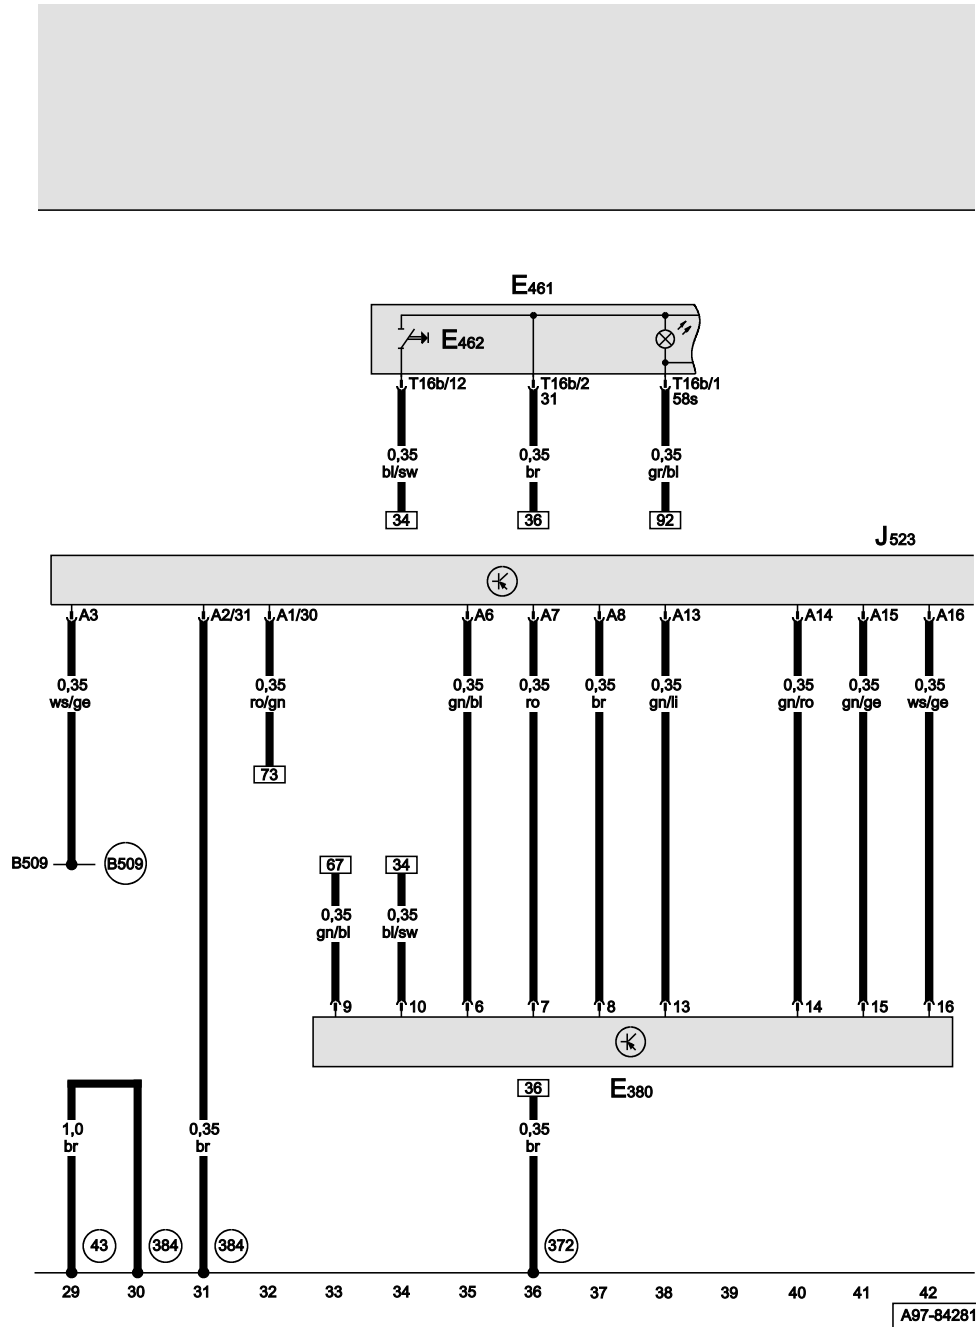 E461
E462
T16b/12 T16b/2 T16b/1
31 58s
0,35 0,35 0,35
bl/sw br gr/bl
34 36 92
J523
A3 A2/31 A1/30 A6 A7 A8 A13 A14 A15 A16
0,35 0,35 0,35 0,35 0,35 0,35 0,35 0,35 0,35
ws/ge ro/gn gn/bl ro br gn/li gn/ro gn/ge ws/ge
73
B509 B509 67 34
0,35 0,35
gn/bl bl/sw
9 10 6 7 8 13 14 15 16
36 E380
1,0 0,35 0,35
br br br
43 384 384 372
29 30 31 32 33 34 35 36 37 38 39 40 41 42
A97-84281